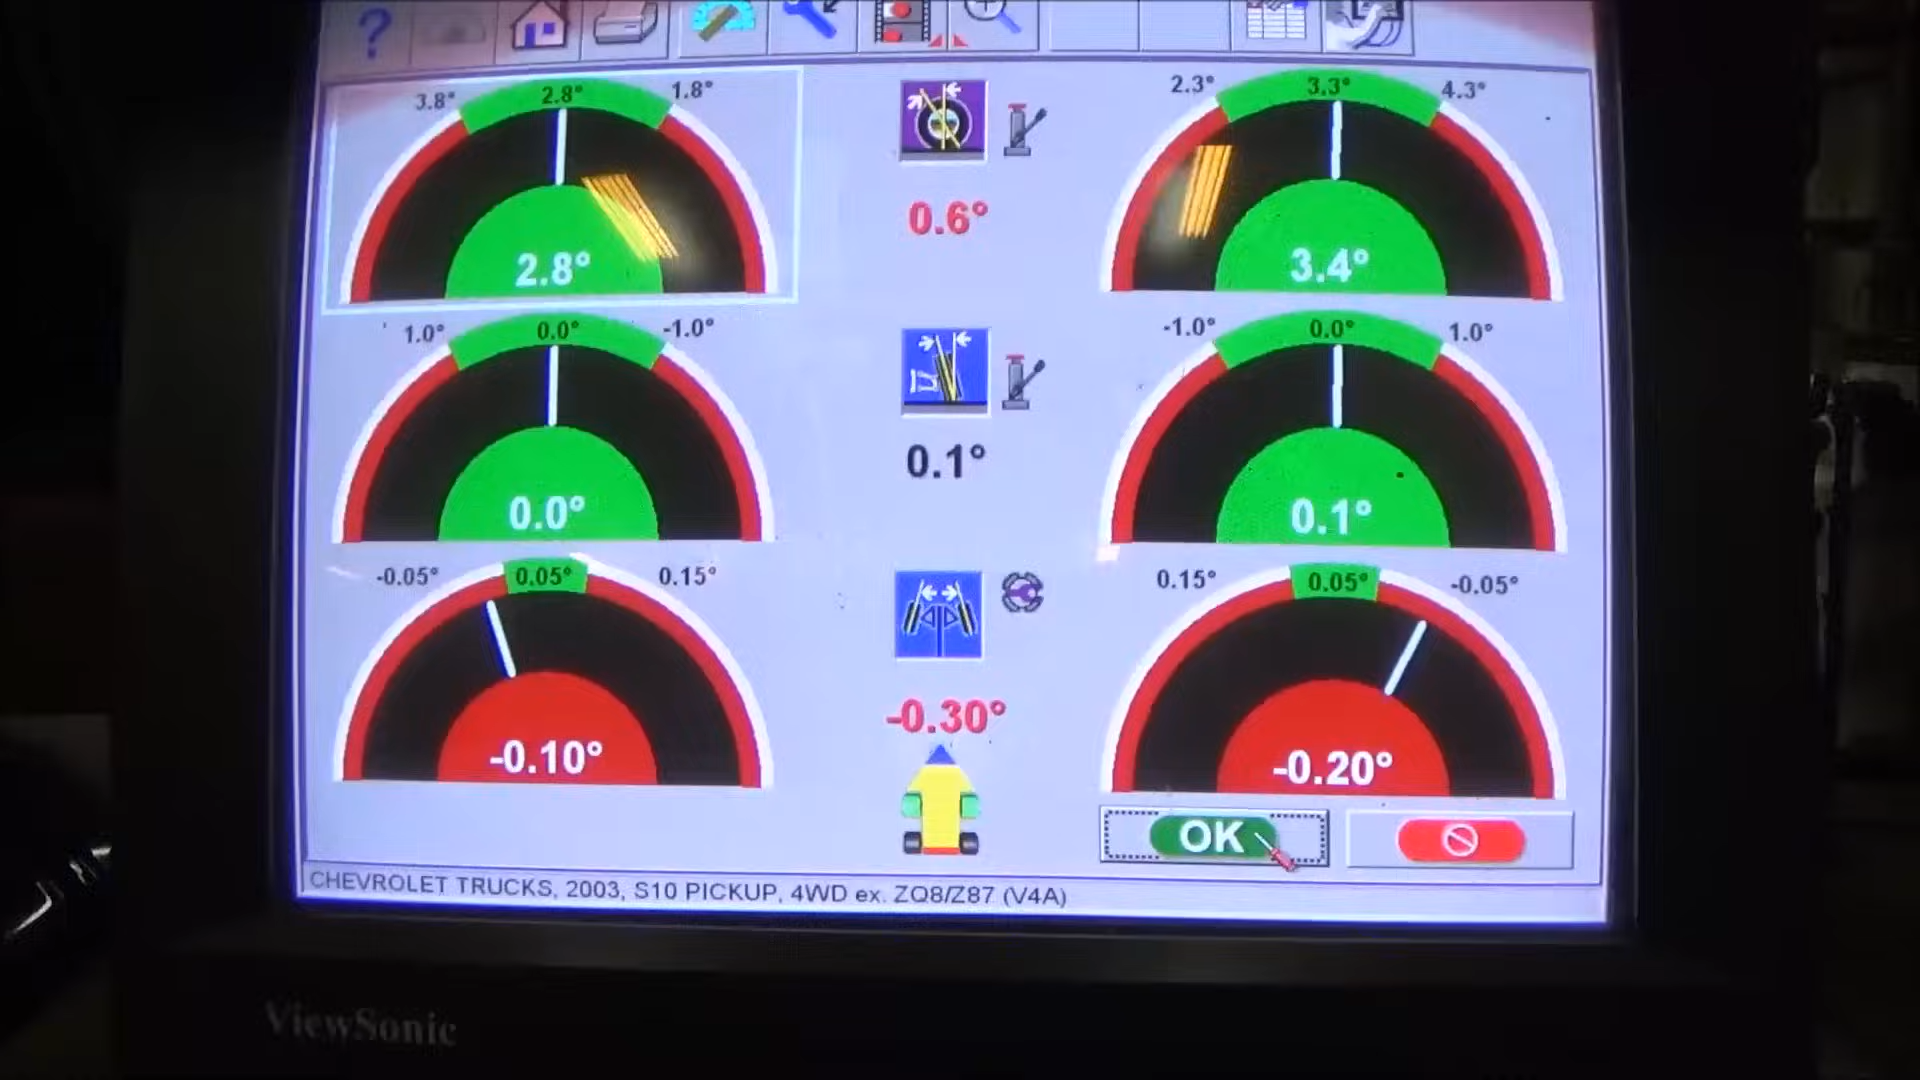 ?
3.8° 2.8° 1.8°
2.3° 3.3° 4.3°
0.6°
2.8°
3.4°
1.0° 0.0° -1.0°
-1.0° 0.0° 1.0°
0.1°
0.0°
0.1°
-0.05° 0.05° 0.15°
0.15° 0.05° -0.05°
-0.30°
-0.10°
-0.20°
OK
CHEVROLET TRUCKS, 2003, S10 PICKUP, 4WD ex. ZQ8/Z87 (V4A)
ViewSonic